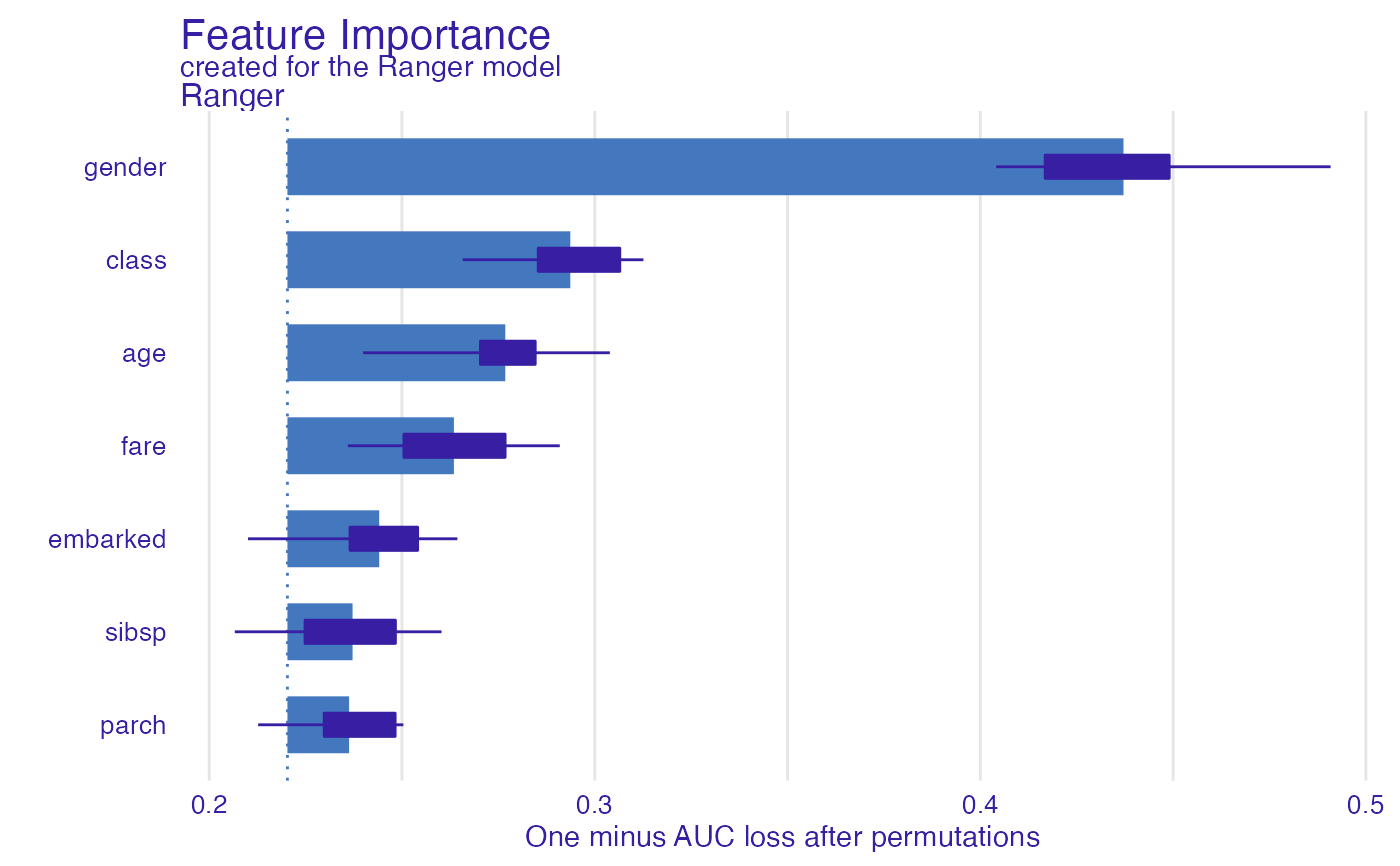 Feature Importance
created for the Ranger model
Ranger
gender
class
age
fare
embarked
sibsp
parch
0.2 0.3 0.4 0.5
One minus AUC loss after permutations